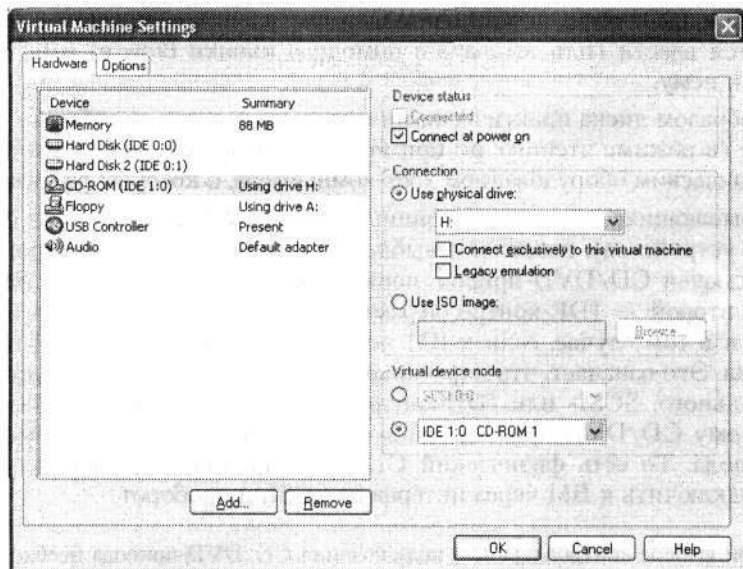 Virtual Machine Settings
Hardware Options
Device Summary
Memory 88 MB
Hard Disk (IDE 0:0)
Hard Disk 2 (IDE 0:1)
CD-ROM (IDE 1:0) Using drive H:
Floppy Using drive A:
USB Controller Present
Audio Default adapter
Add... Remove
Device status
Connected
Connect at power on
Connection
Use physical drive:
H:
Connect exclusively to this virtual machine
Legacy emulation
Use ISO image:
Browse...
Virtual device node
SCSI 0:0
IDE 1:0 CD-ROM 1
OK Cancel Help